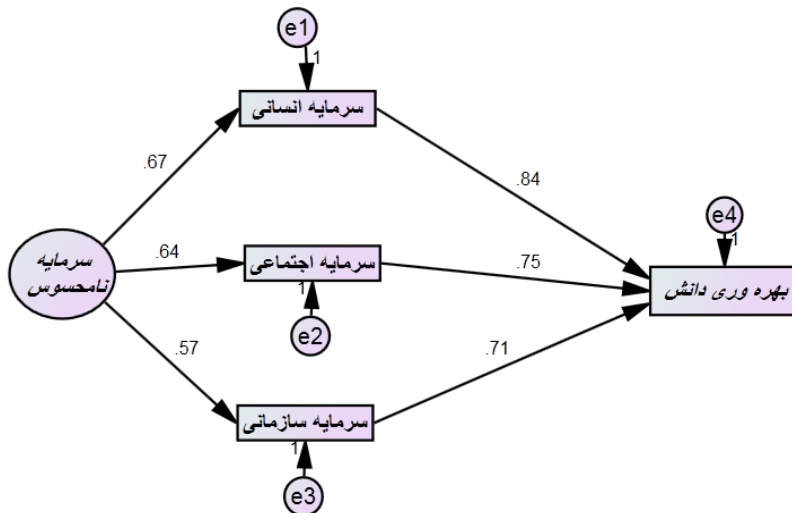 e1
1
سرمایه انسانی
.67
.84
e4
1
سرمایه
نامحسوس
.64
سرمایه اجتماعی
.75
بهره وری دانش
1
e2
.57
.71
سرمایه سازمانی
1
e3